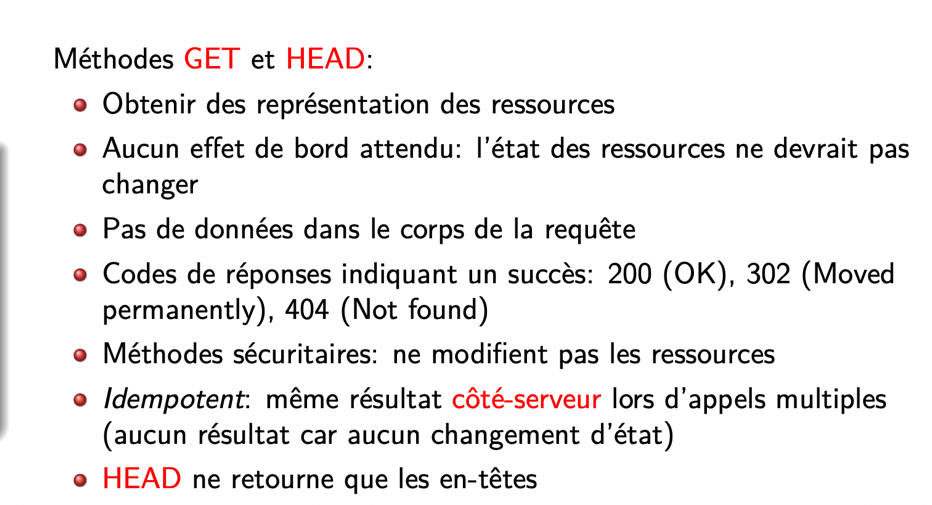 Méthodes GET et HEAD:
Obtenir des représentation des ressources
Aucun effet de bord attendu: l'état des ressources ne devrait pas
changer
Pas de données dans le corps de la requête
Codes de réponses indiquant un succès: 200 (OK), 302 (Moved
permanently), 404 (Not found)
Méthodes sécuritaires: ne modifient pas les ressources
Idempotent: même résultat côté-serveur lors d'appels multiples
(aucun résultat car aucun changement d'état)
HEAD ne retourne que les en-têtes